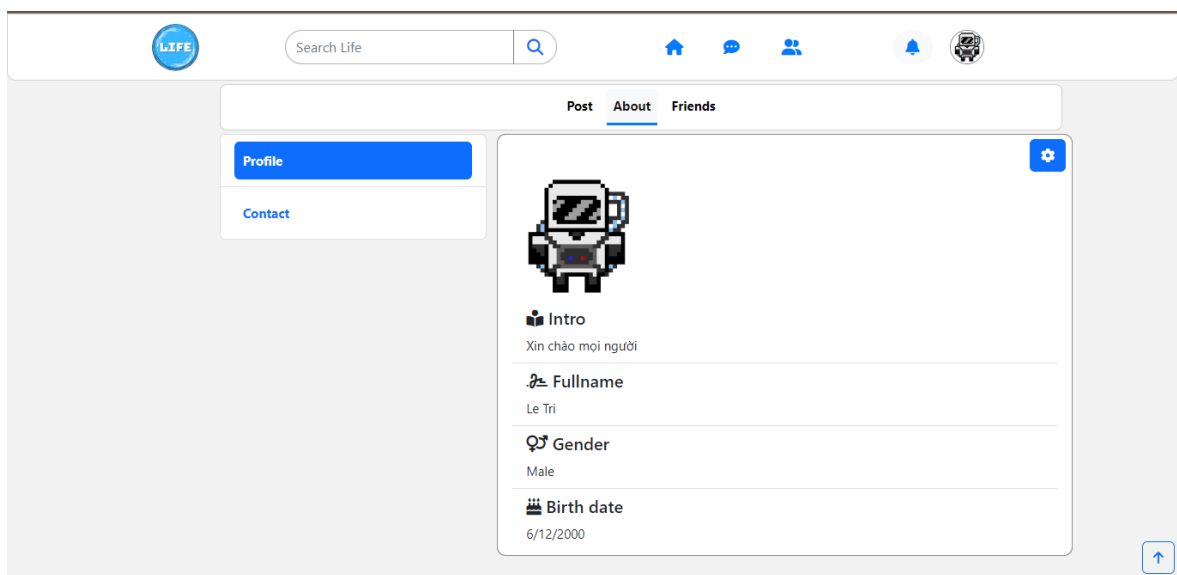 LIFE
Search Life
Post About Friends
Profile
Contact
Intro
Xin chào mọi người
Fullname
Le Tri
Gender
Male
Birth date
6/12/2000